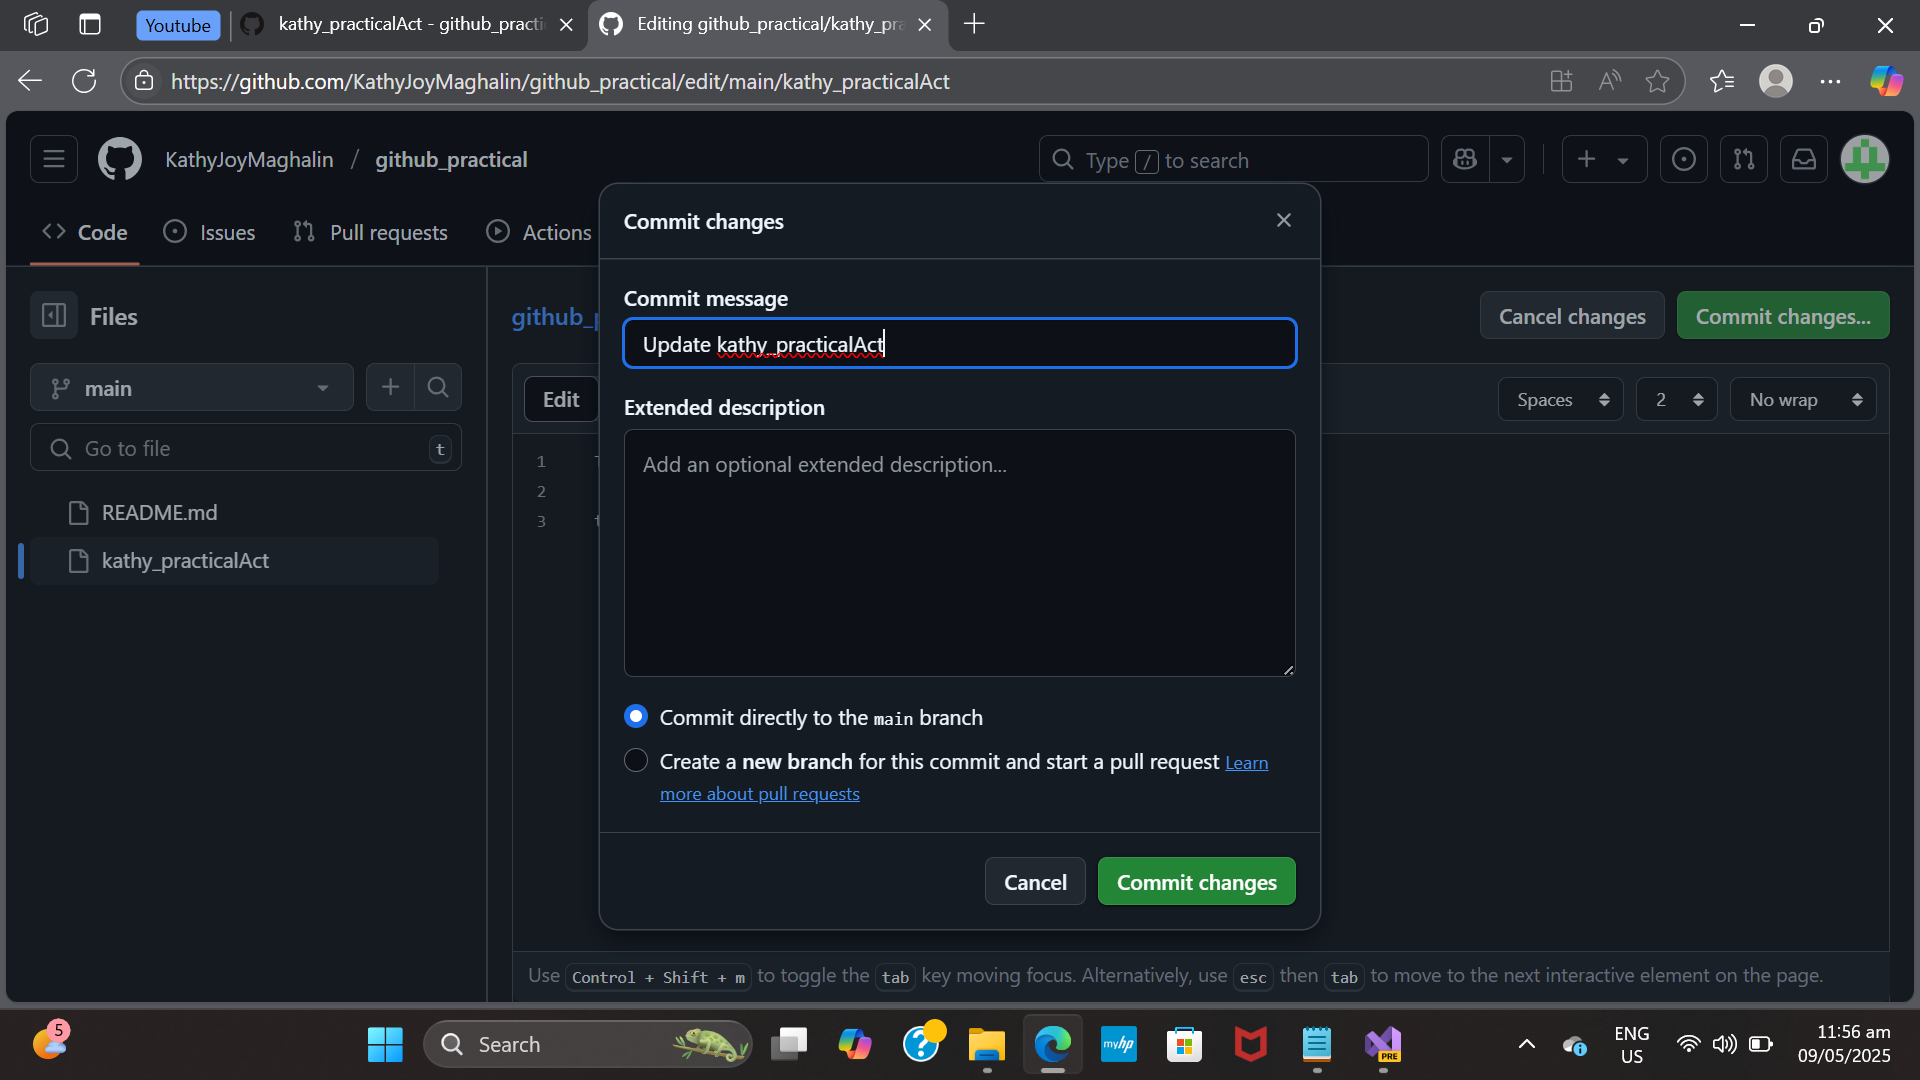 Youtube
kathy_practicalAct - github_practi
Editing github_practical/kathy_pra
https://github.com/KathyJoyMaghalin/github_practical/edit/main/kathy_practicalAct
KathyJoyMaghalin / github_practical
Type / to search
Code
Issues
Pull requests
Actions
Commit changes
Files
github_p
Cancel changes
Commit changes...
Commit message
Update kathy_practicalAct
main
Edit
Spaces
2
No wrap
Extended description
Go to file
t
Add an optional extended description...
1
2
3
README.md
kathy_practicalAct
Commit directly to the main branch
Create a new branch for this commit and start a pull request Learn
more about pull requests
Cancel
Commit changes
Use Control + Shift + m to toggle the tab key moving focus. Alternatively, use esc then tab to move to the next interactive element on the page.
5
Search
myhp
PRE
ENG
US
11:56 am
09/05/2025